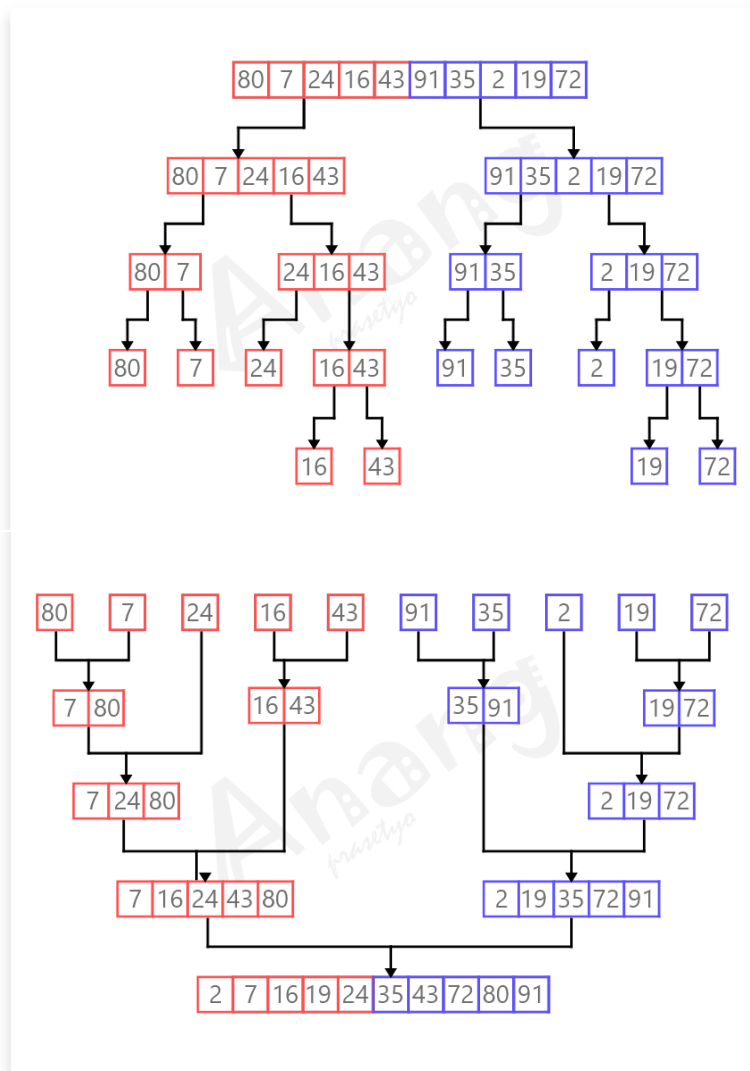 80 7 24 16 43 91 35 2 19 72
80 7 24 16 43 91 35 2 19 72
80 7 24 16 43 91 35 2 19 72
80 7 24 16 43 91 35 2 19 72
16 43 19 72
Anang
prasetyo
80 7 24 16 43 91 35 2 19 72
7 80 16 43 35 91 19 72
7 24 80 2 19 72
7 16 24 43 80 2 19 35 72 91
2 7 16 19 24 35 43 72 80 91
Anang
prasetyo